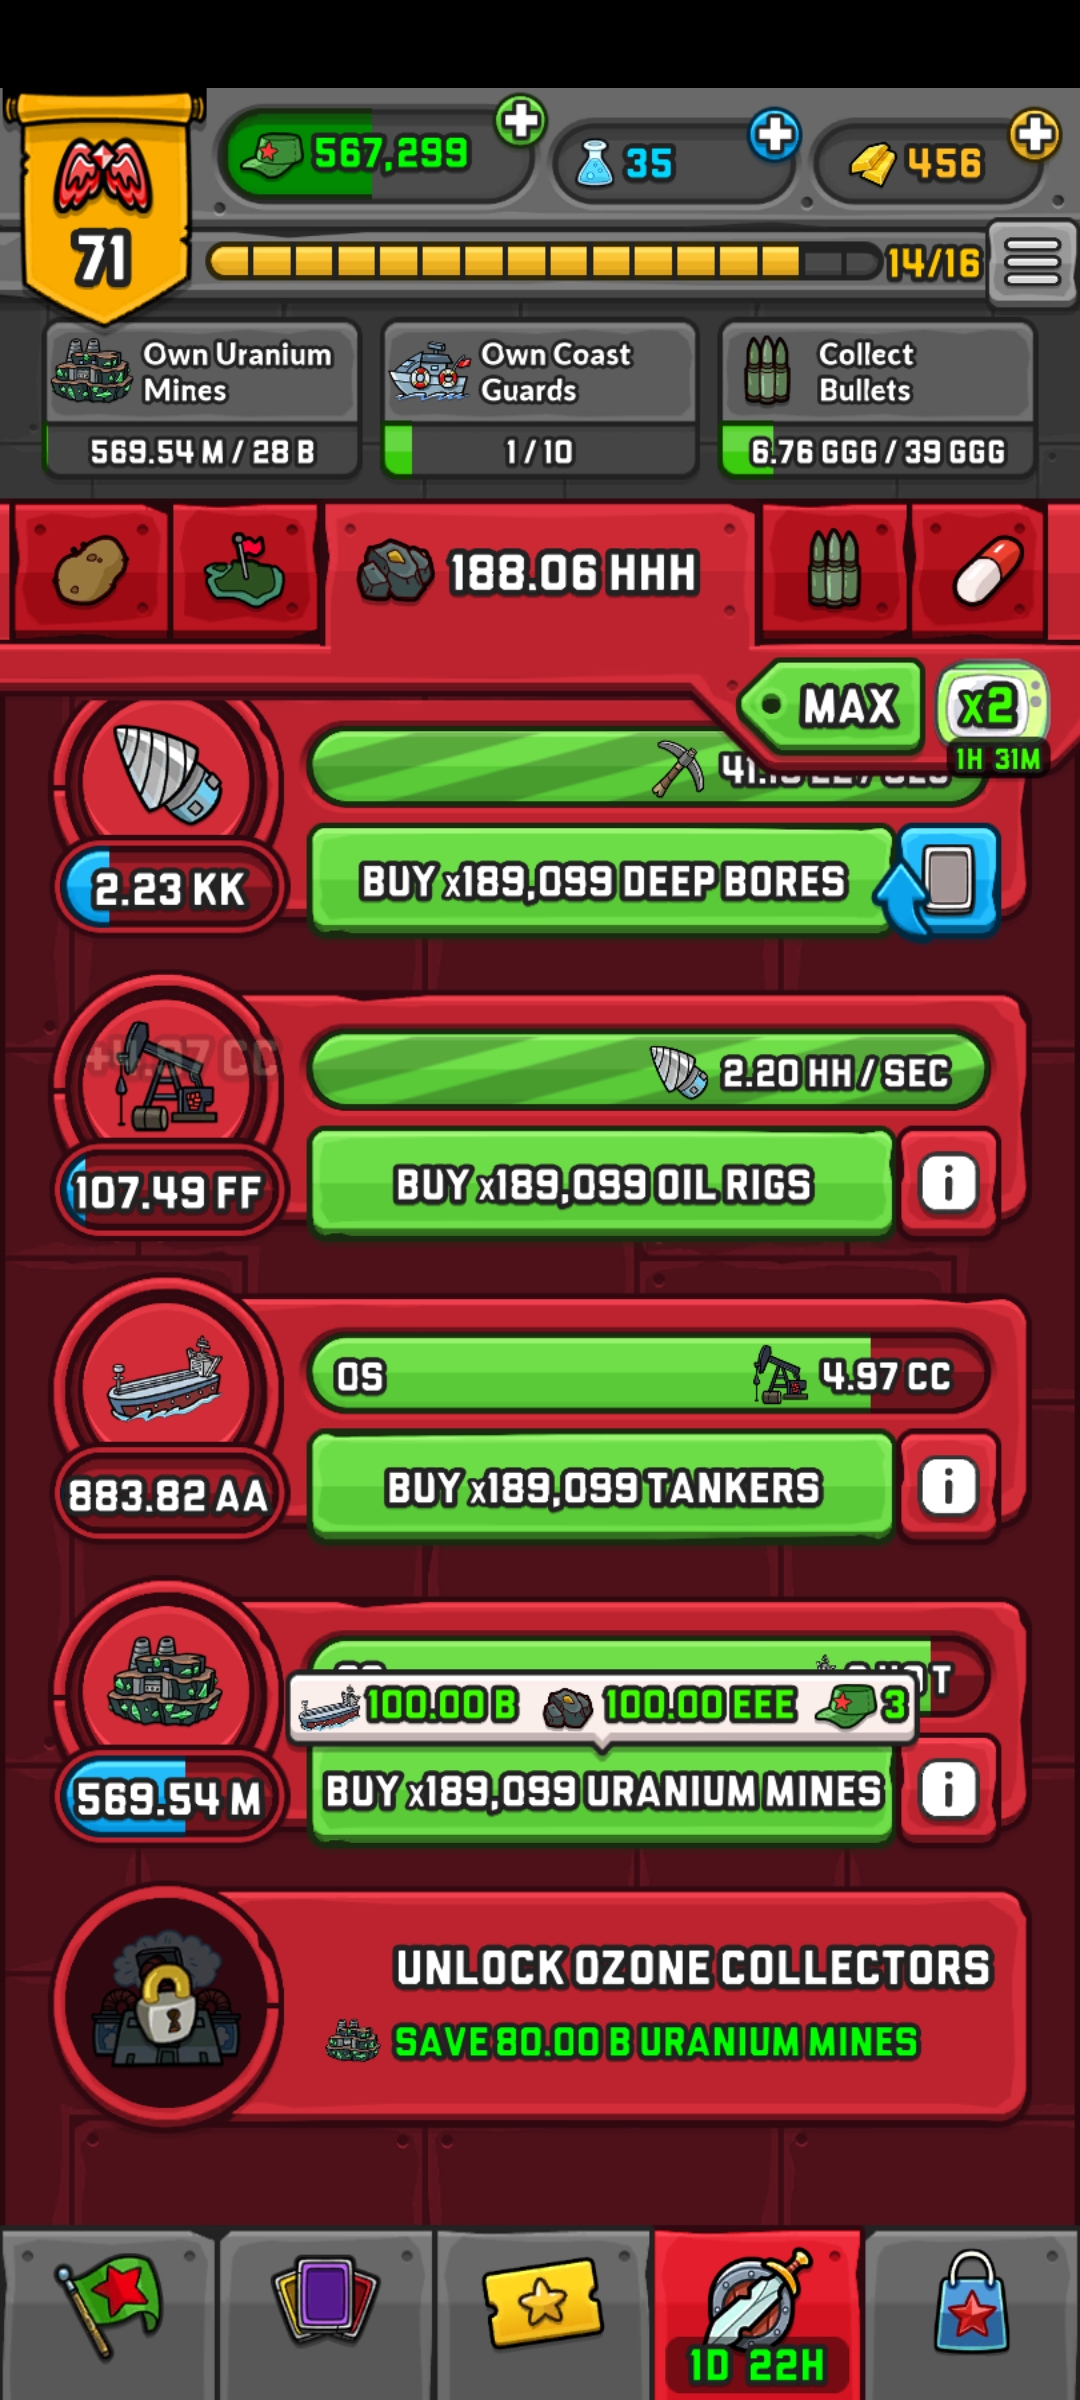 567,299
35
456
71
14/16
Own Uranium
Mines
569.54 M / 28 B
Own Coast
Guards
1 / 10
Collect
Bullets
6.76 GGG / 39 GGG
188.06 HHH
MAX
x2
1H 31M
2.23 KK
BUY x189,099 DEEP BORES
+4.97 CC
2.20 HH / SEC
107.49 FF
BUY x189,099 OIL RIGS
0S
4.97 CC
883.82 AA
BUY x189,099 TANKERS
100.00 B
100.00 EEE
3
569.54 M
BUY x189,099 URANIUM MINES
i
i
i
UNLOCK OZONE COLLECTORS
SAVE 80.00 B URANIUM MINES
1D 22H